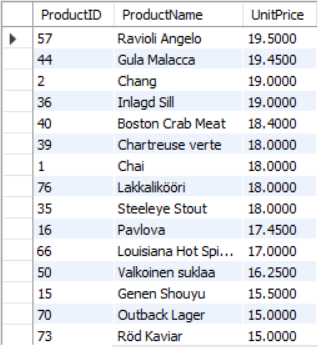 ProductID ProductName UnitPrice
57 Ravioli Angelo 19.5000
44 Gula Malacca 19.4500
2 Chang 19.0000
36 Inlagd Sill 19.0000
40 Boston Crab Meat 18.4000
39 Chartreuse verte 18.0000
1 Chai 18.0000
76 Lakkalikööri 18.0000
35 Steeleye Stout 18.0000
16 Pavlova 17.4500
66 Louisiana Hot Spi... 17.0000
50 Valkoinen suklaa 16.2500
15 Genen Shouyu 15.5000
70 Outback Lager 15.0000
73 Röd Kaviar 15.0000